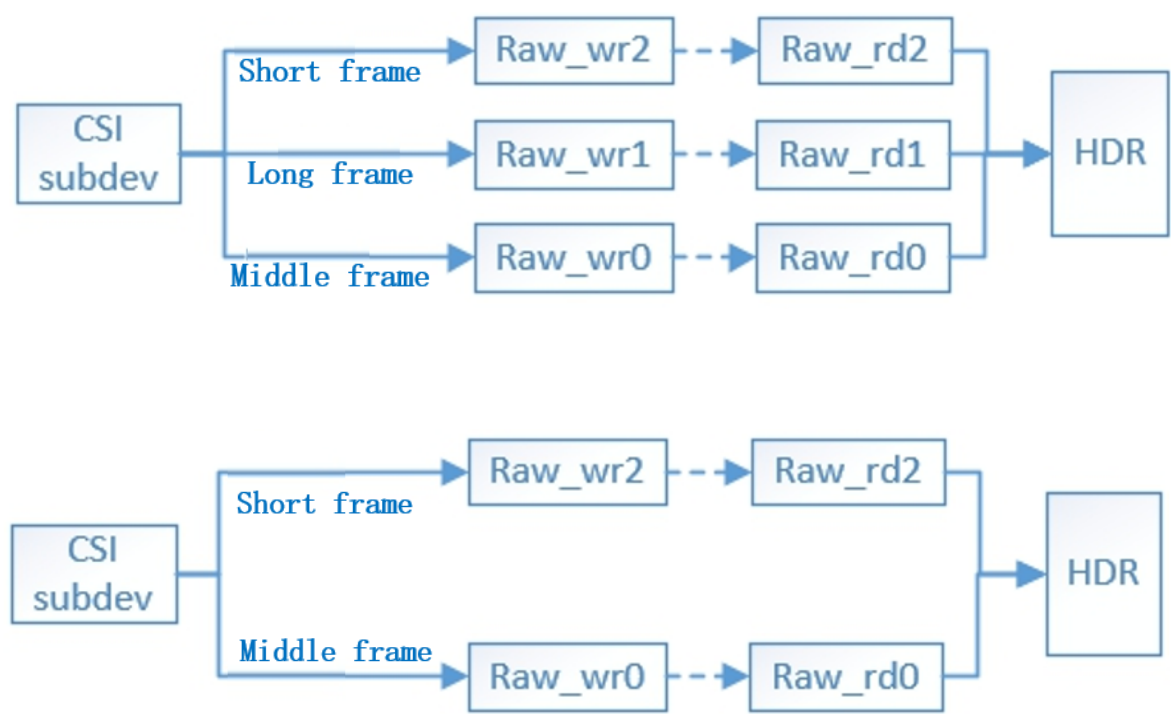 Raw_wr2
Raw_rd2
Short frame
CSI
subdev
Raw_wr1
Raw_rd1
HDR
Long frame
Raw_wr0
Raw_rd0
Middle frame
Raw_wr2
Raw_rd2
Short frame
CSI
subdev
HDR
Middle frame
Raw_wr0
Raw_rd0